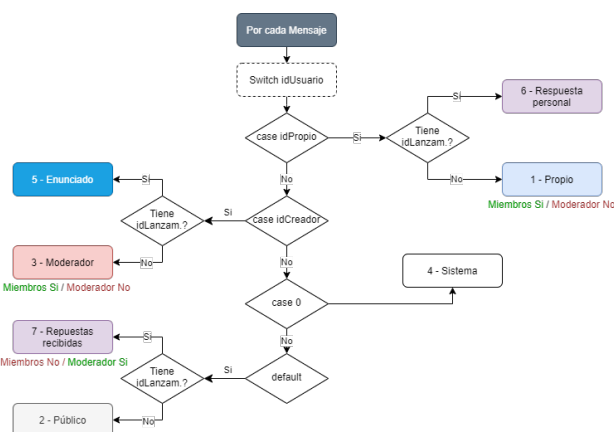 Por cada Mensaje
Switch idUsuario
case idPropio
Si
Tiene
idLanzam.?
Sí
6 - Respuesta
personal
No
1 - Propio
Miembros Si / Moderador No
No
case idCreador
Si
Tiene
idLanzam.?
Sí
5 - Enunciado
No
3 - Moderador
Miembros Si / Moderador No
No
case 0
4 - Sistema
No
default
Si
Tiene
idLanzam.?
Si
7 - Repuestas
recibidas
Miembros No / Moderador Si
No
2 - Público